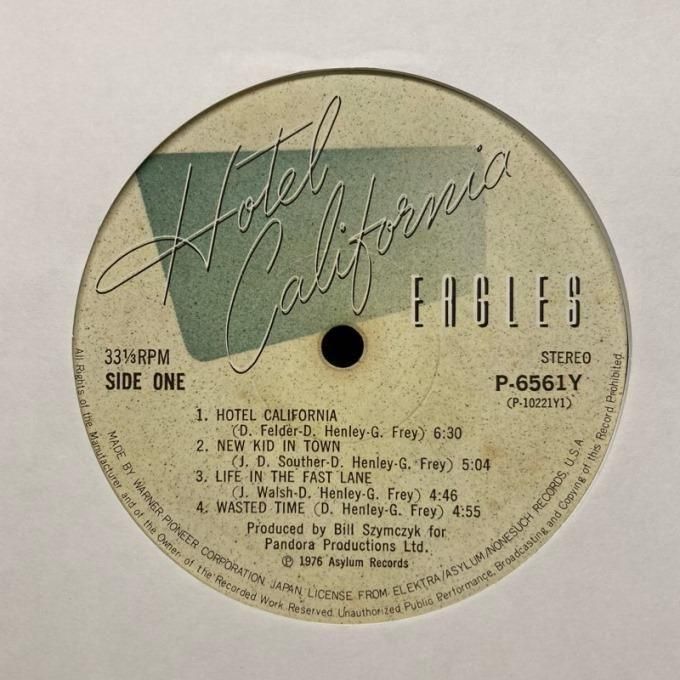 Hotel
California
EAGLES
33⅓RPM
SIDE ONE
STEREO
P-6561Y
(P-10221Y1)
1. HOTEL CALIFORNIA
(D. Felder-D. Henley-G. Frey) 6:30
2. NEW KID IN TOWN
(J. D. Souther-D. Henley-G. Frey) 5:04
3. LIFE IN THE FAST LANE
(J. Walsh-D. Henley-G. Frey) 4:46
4. WASTED TIME (D. Henley-G. Frey) 4:55
Produced by Bill Szymczyk for
Pandora Productions Ltd.
℗ 1976 Asylum Records
MADE BY WARNER-PIONEER CORPORATION, JAPAN. LICENSE FROM ELEKTRA/ASYLUM/NONESUCH RECORDS, U.S.A.
All Rights of the Manufacturer and of the Owner of the Recorded Work Reserved. Unauthorized Public Performance, Broadcasting and Copying of this Record Prohibited.